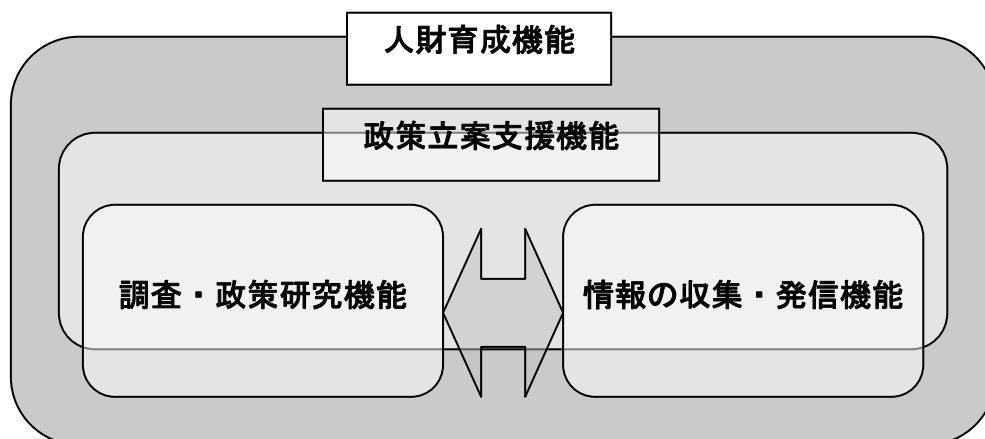 人財育成機能
政策立案支援機能
調査・政策研究機能
情報の収集・発信機能